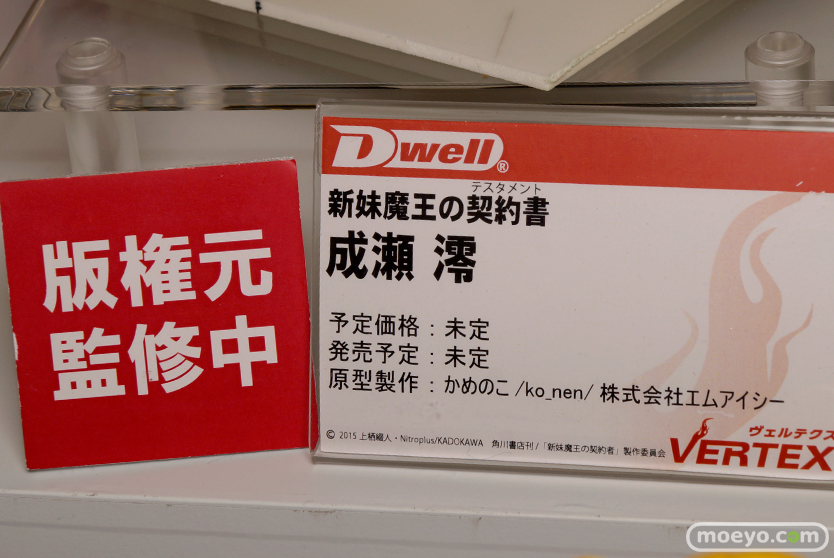 版権元
監修中
Dwell®
テスタメント
新妹魔王の契約書
成瀬 澪
予定価格：未定
発売予定：未定
原型製作：かめのこ/ko_nen/株式会社エムアイシー
© 2015 上栖綴人・Nitroplus/KADOKAWA 角川書店刊/「新妹魔王の契約者」製作委員会
ヴェルテクス
VERTEX
moeyo.com